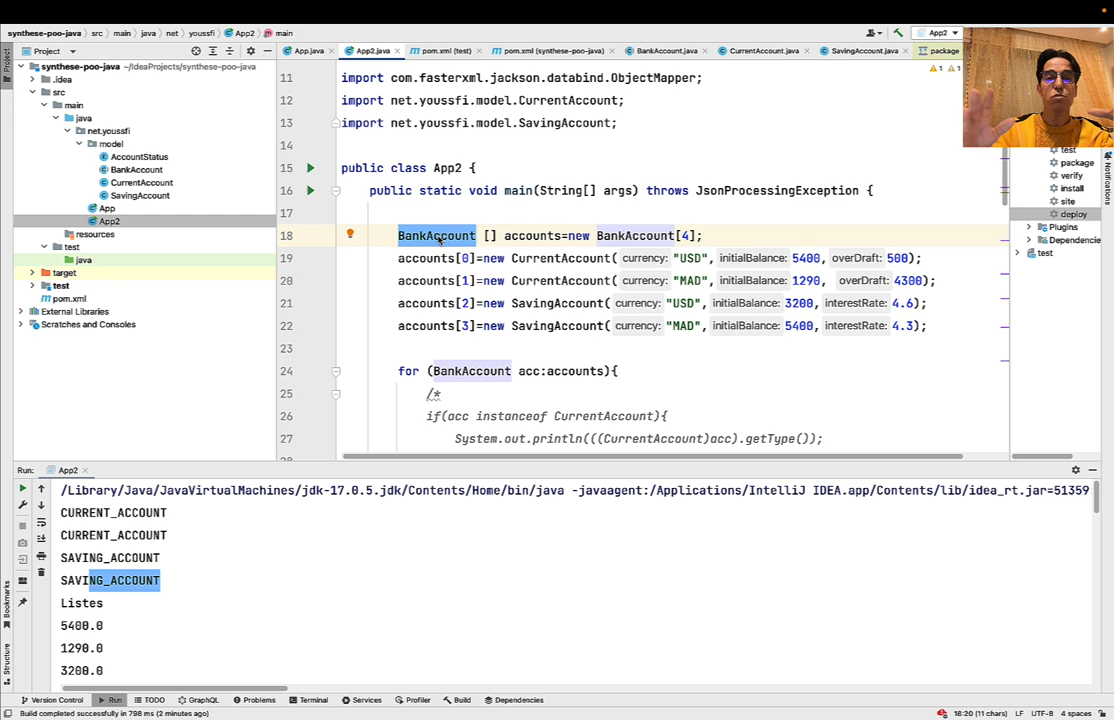 synthese-poo-java > src > main > java > net > youssfi > App2 > main
App2
Project
App.java
App2.java
pom.xml (test)
pom.xml (synthese-poo-java)
BankAccount.java
CurrentAccount.java
SavingAccount.java
package
Project
synthese-poo-java ~/IdeaProjects/synthese-poo-java
.idea
src
main
java
net.youssfi
model
AccountStatus
BankAccount
CurrentAccount
SavingAccount
App
App2
resources
test
java
target
test
pom.xml
External Libraries
Scratches and Consoles
1 1
11 import com.fasterxml.jackson.databind.ObjectMapper;
12 import net.youssfi.model.CurrentAccount;
13 import net.youssfi.model.SavingAccount;
14
15 public class App2 {
16 public static void main(String[] args) throws JsonProcessingException {
17
18 BankAccount [] accounts=new BankAccount[4];
19 accounts[0]=new CurrentAccount( currency: "USD", initialBalance: 5400, overDraft: 500);
20 accounts[1]=new CurrentAccount( currency: "MAD", initialBalance: 1290, overDraft: 4300);
21 accounts[2]=new SavingAccount( currency: "USD", initialBalance: 3200, interestRate: 4.6);
22 accounts[3]=new SavingAccount( currency: "MAD", initialBalance: 5400, interestRate: 4.3);
23
24 for (BankAccount acc:accounts){
25 /*
26 if(acc instanceof CurrentAccount){
27 System.out.println(((CurrentAccount)acc).getType());
test
package
verify
install
site
deploy
Plugins
Dependencie
test
Notifications
Run: App2
/Library/Java/JavaVirtualMachines/jdk-17.0.5.jdk/Contents/Home/bin/java -javaagent:/Applications/IntelliJ IDEA.app/Contents/lib/idea_rt.jar=51359
CURRENT_ACCOUNT
CURRENT_ACCOUNT
SAVING_ACCOUNT
SAVING_ACCOUNT
Listes
5400.0
1290.0
3200.0
Bookmarks
Structure
Version Control Run TODO GraphQL Problems Terminal Services Profiler Build Dependencies
Build completed successfully in 798 ms (2 minutes ago)
18:20 (11 chars) LF UTF-8 4 spaces